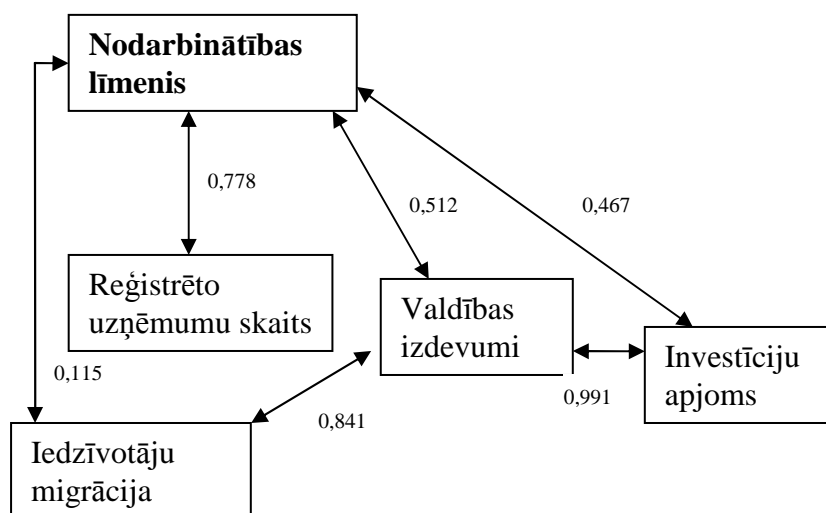 Nodarbinātības
līmenis
0,778
0,512
0,467
Reģistrēto
uzņēmumu skaits
Valdības
izdevumi
Investīciju
apjoms
0,115
0,991
0,841
Iedzīvotāju
migrācija